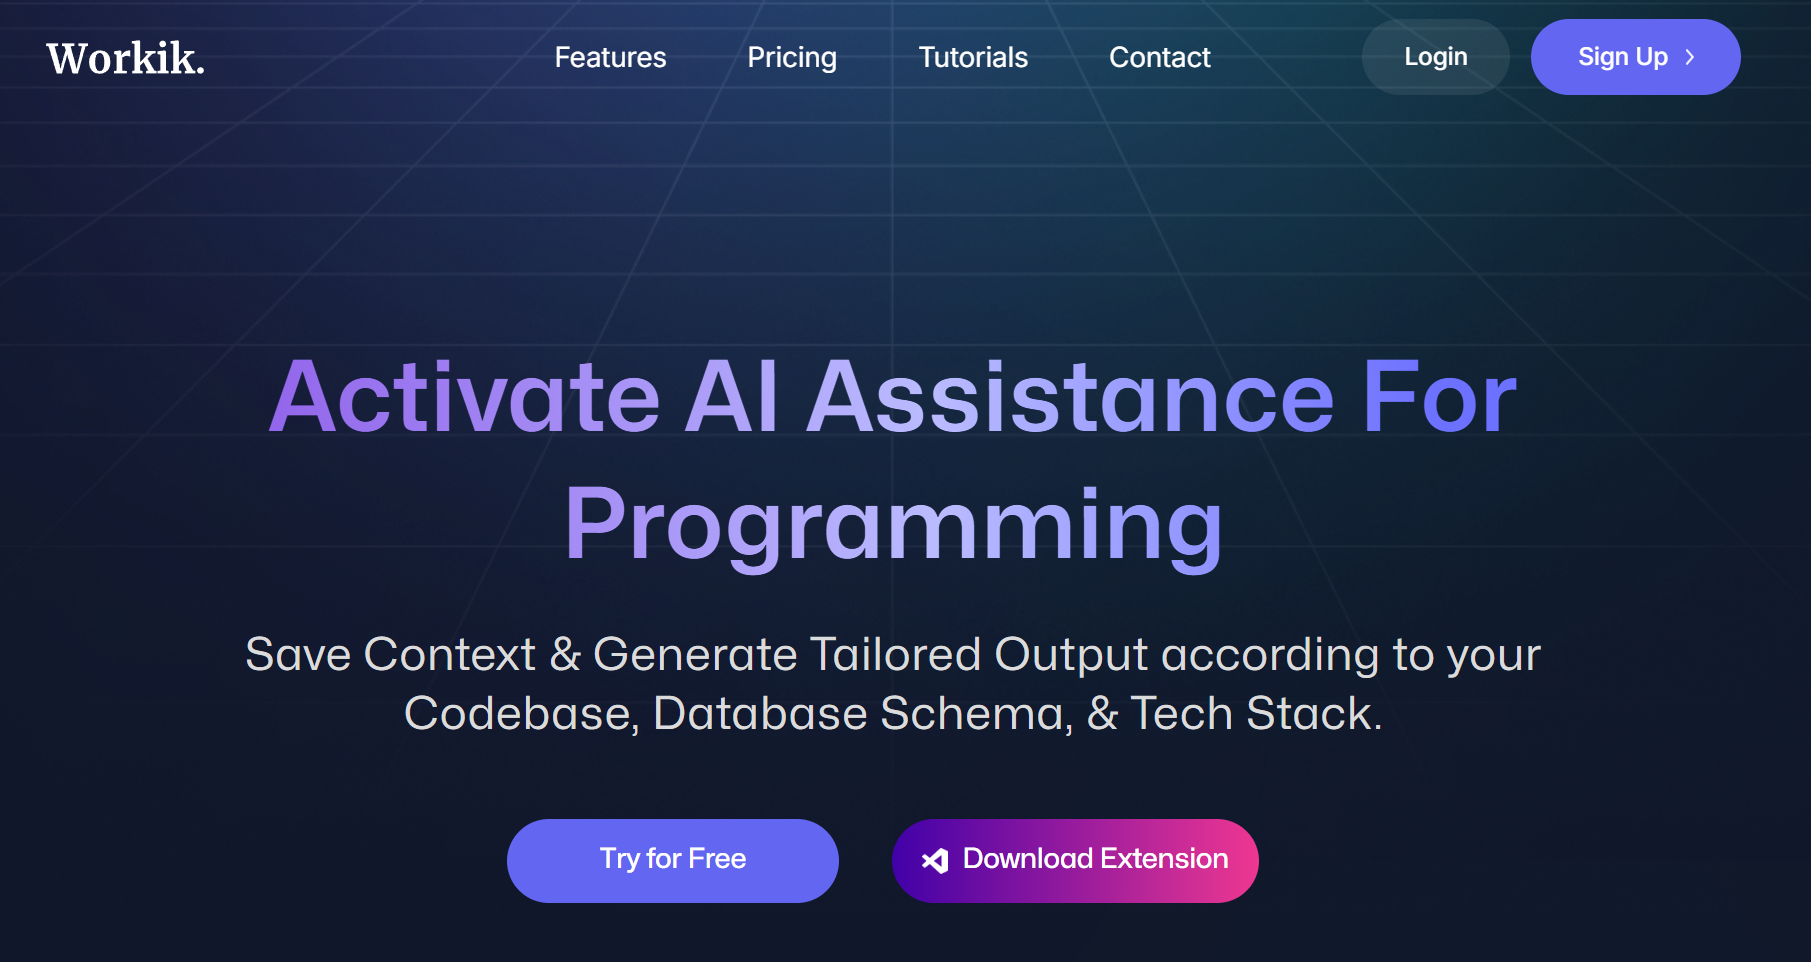 Workik.
Features
Pricing
Tutorials
Contact
Login
Sign Up
Activate AI Assistance For
Programming
Save Context & Generate Tailored Output according to your
Codebase, Database Schema, & Tech Stack.
Try for Free
Download Extension